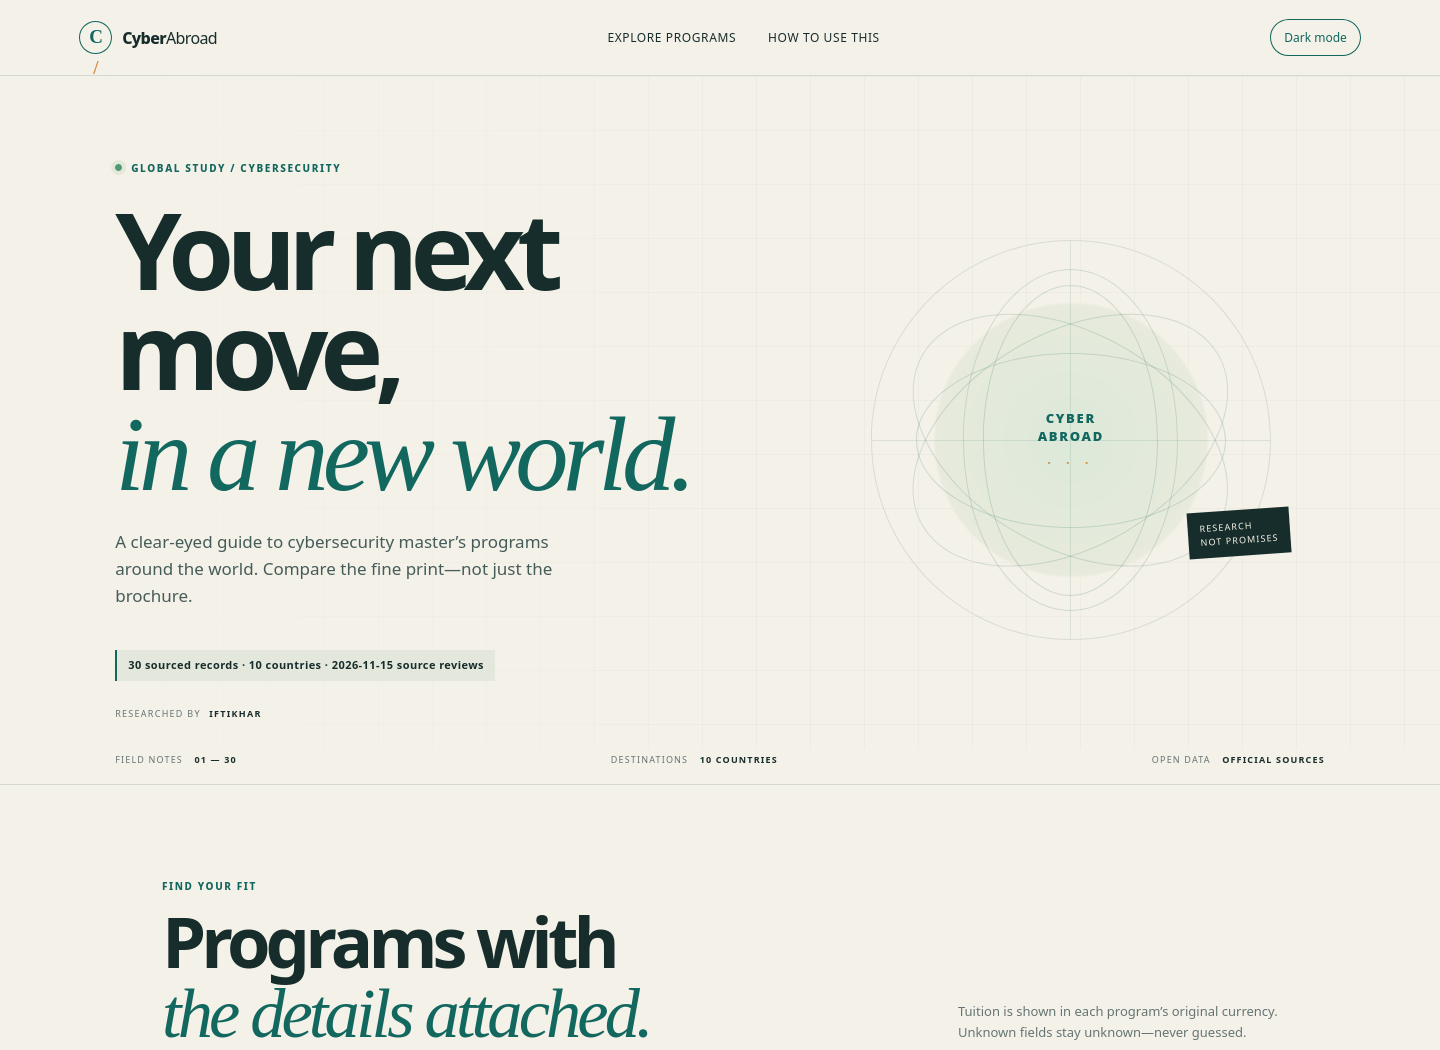 C
CyberAbroad
/
EXPLORE PROGRAMS
HOW TO USE THIS
Dark mode
GLOBAL STUDY / CYBERSECURITY
Your next
move,
in a new world.
A clear-eyed guide to cybersecurity master’s programs
around the world. Compare the fine print—not just the
brochure.
30 sourced records · 10 countries · 2026-11-15 source reviews
RESEARCHED BY IFTIKHAR
CYBER
ABROAD
· · ·
RESEARCH
NOT PROMISES
FIELD NOTES 01 — 30
DESTINATIONS 10 COUNTRIES
OPEN DATA OFFICIAL SOURCES
FIND YOUR FIT
Programs with
the details attached.
Tuition is shown in each program’s original currency.
Unknown fields stay unknown—never guessed.